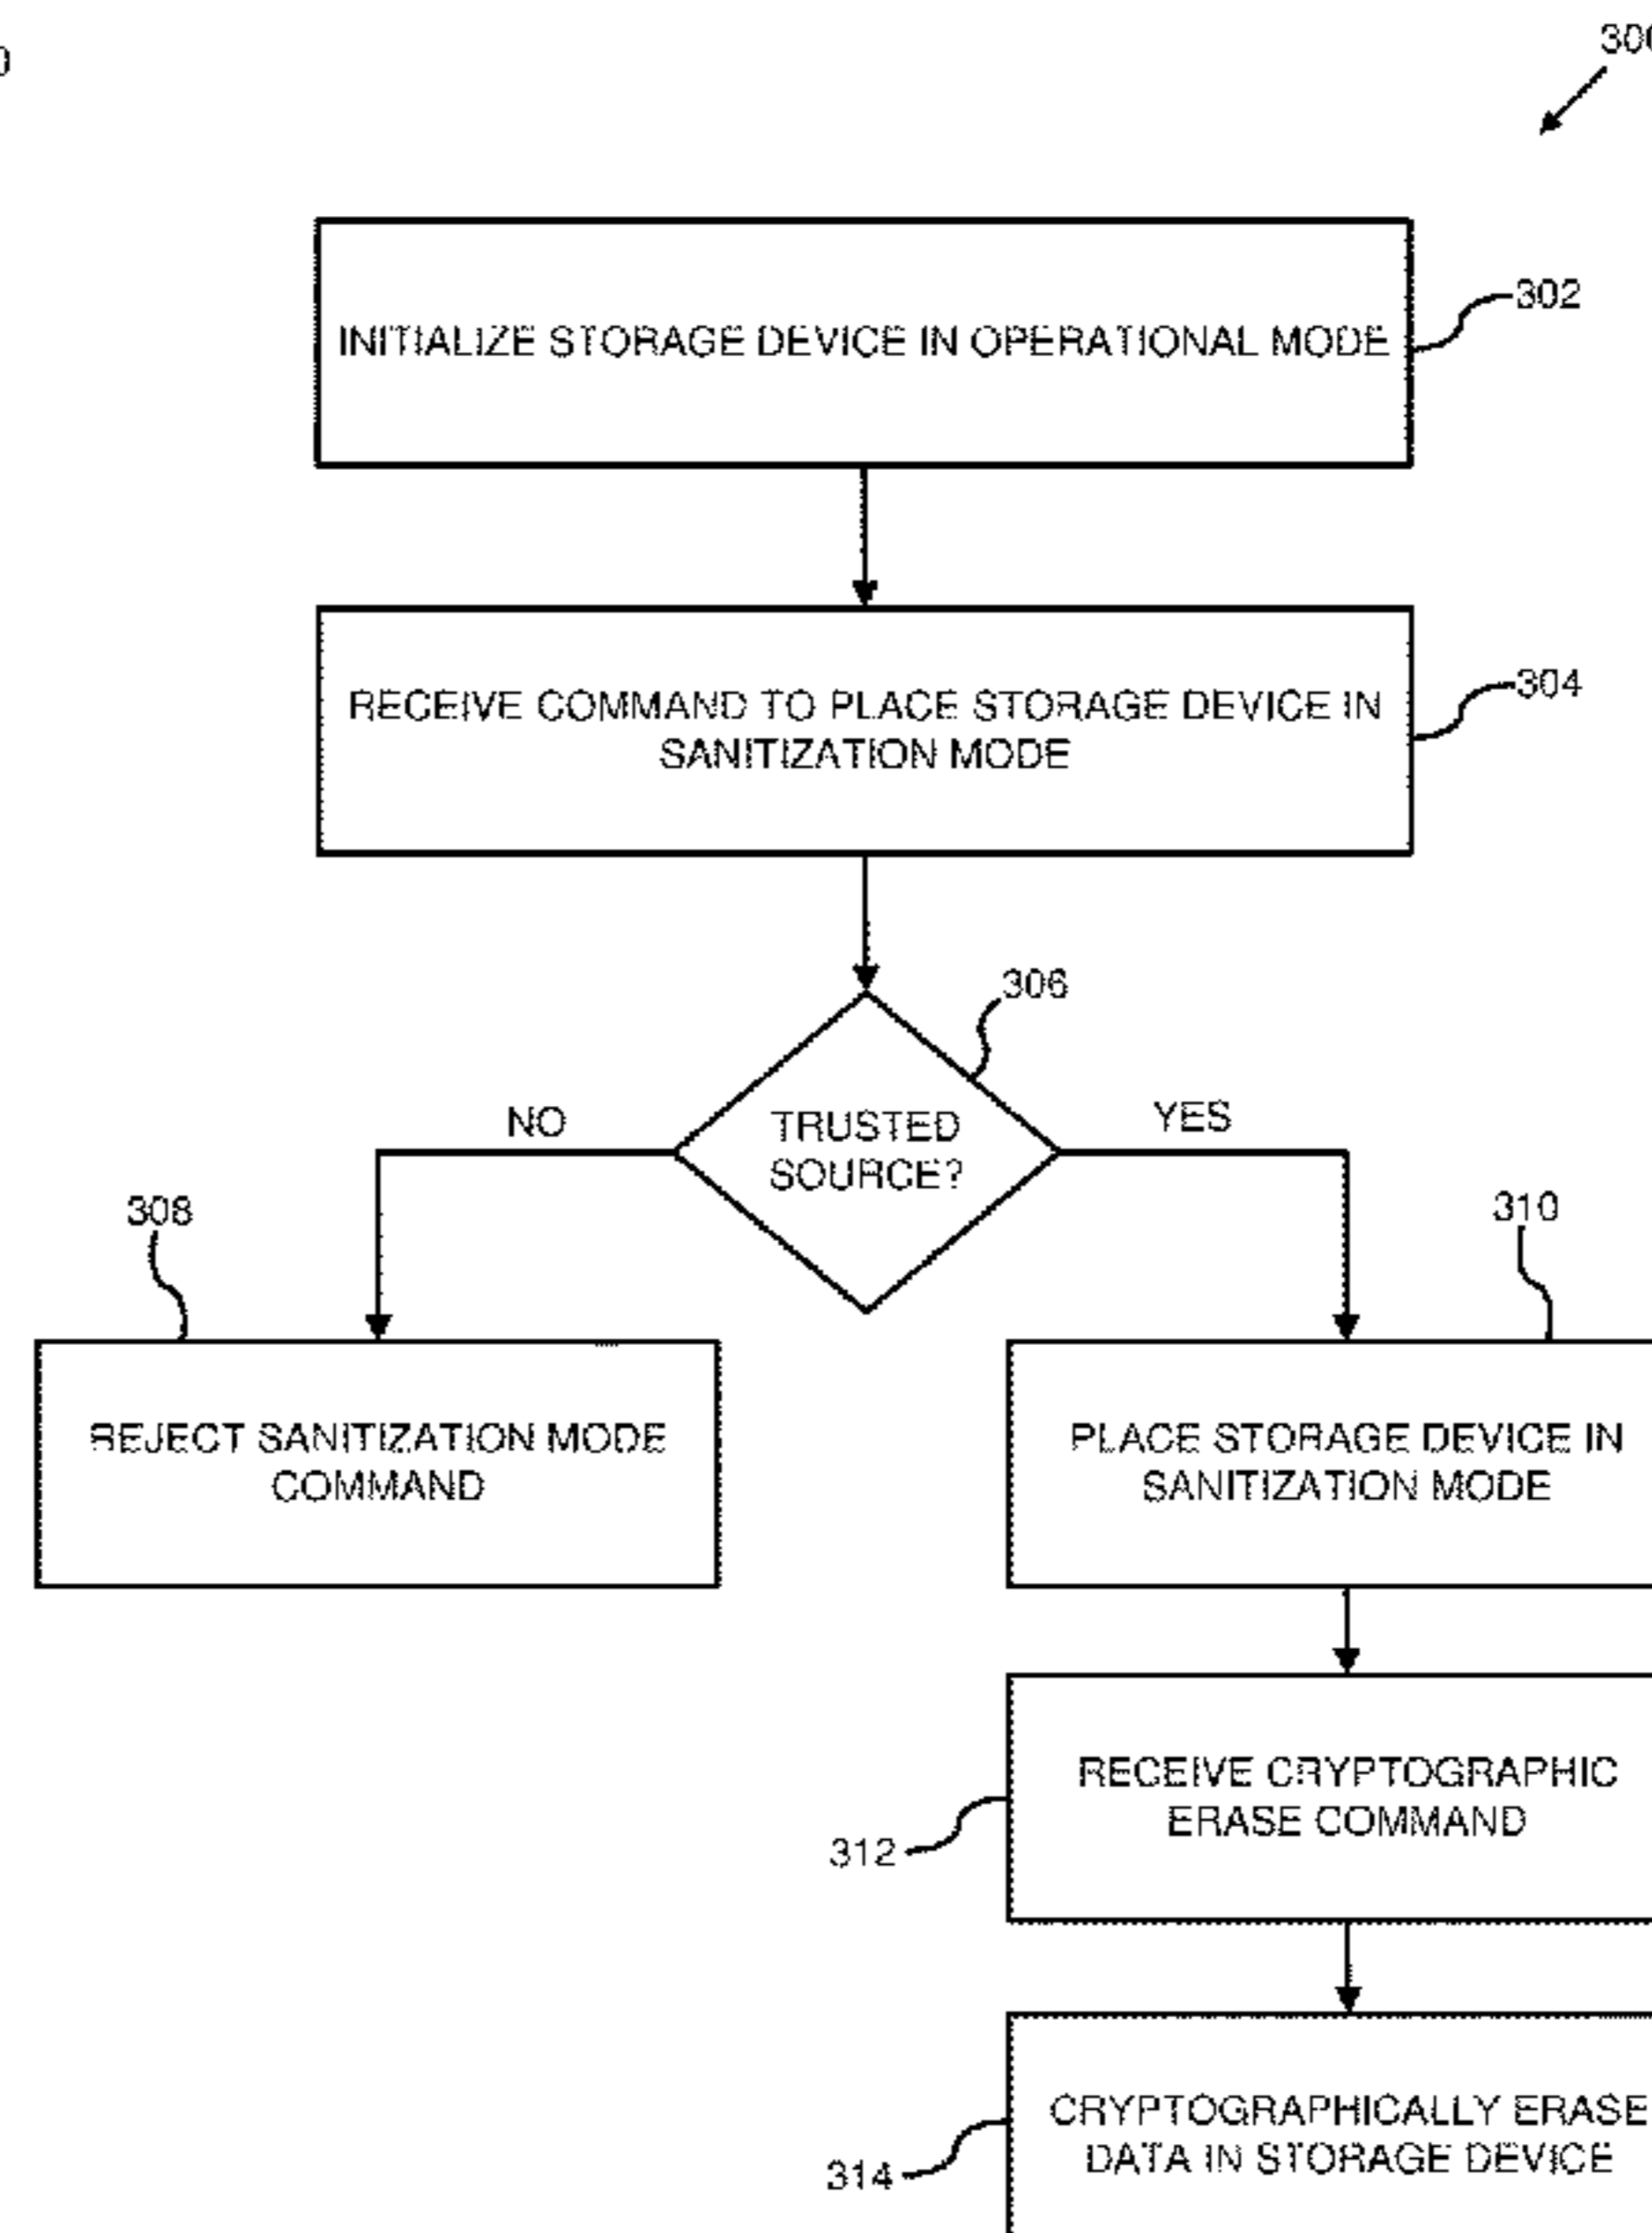 300
INITIALIZE STORAGE DEVICE IN OPERATIONAL MODE
302
RECEIVE COMMAND TO PLACE STORAGE DEVICE IN
SANITIZATION MODE
304
306
TRUSTED
SOURCE?
NO
YES
308
310
REJECT SANITIZATION MODE
COMMAND
PLACE STORAGE DEVICE IN
SANITIZATION MODE
RECEIVE CRYPTOGRAPHIC
ERASE COMMAND
312
CRYPTOGRAPHICALLY ERASE
DATA IN STORAGE DEVICE
314